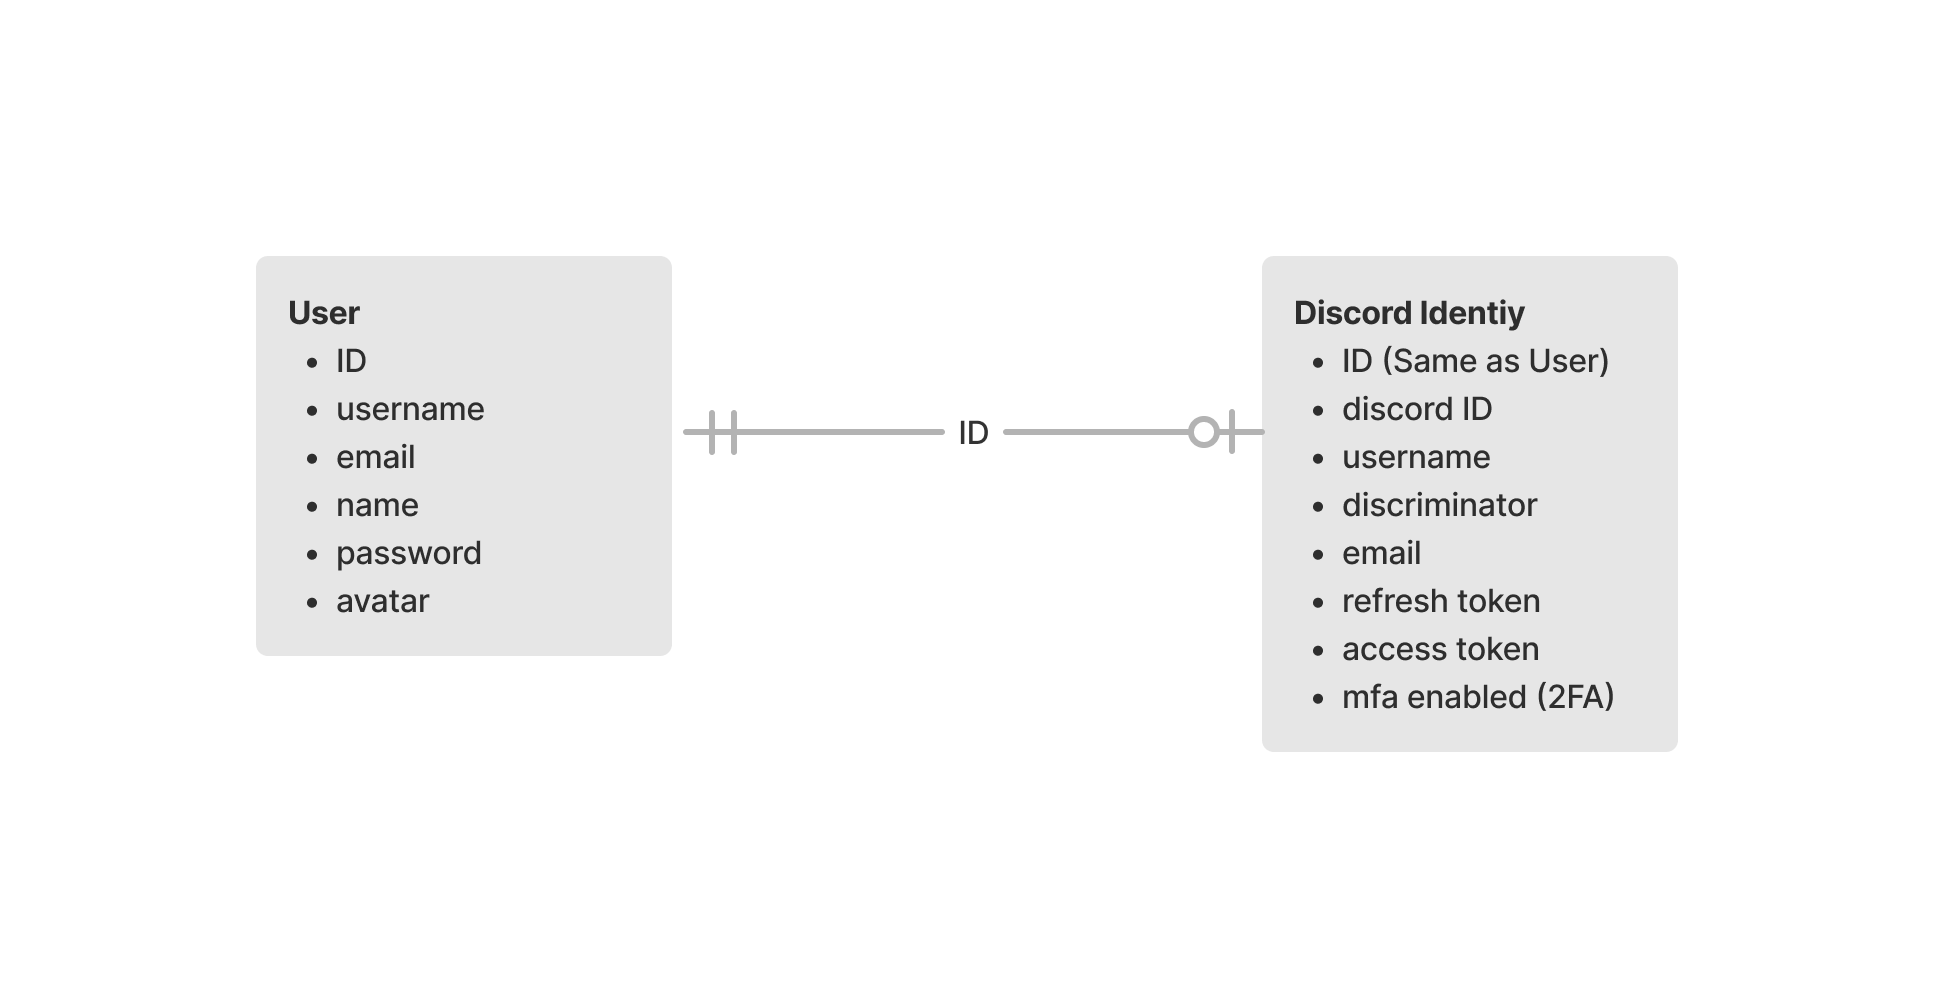 User
• ID
• username
• email
• name
• password
• avatar
ID
Discord Identiy
• ID (Same as User)
• discord ID
• username
• discriminator
• email
• refresh token
• access token
• mfa enabled (2FA)